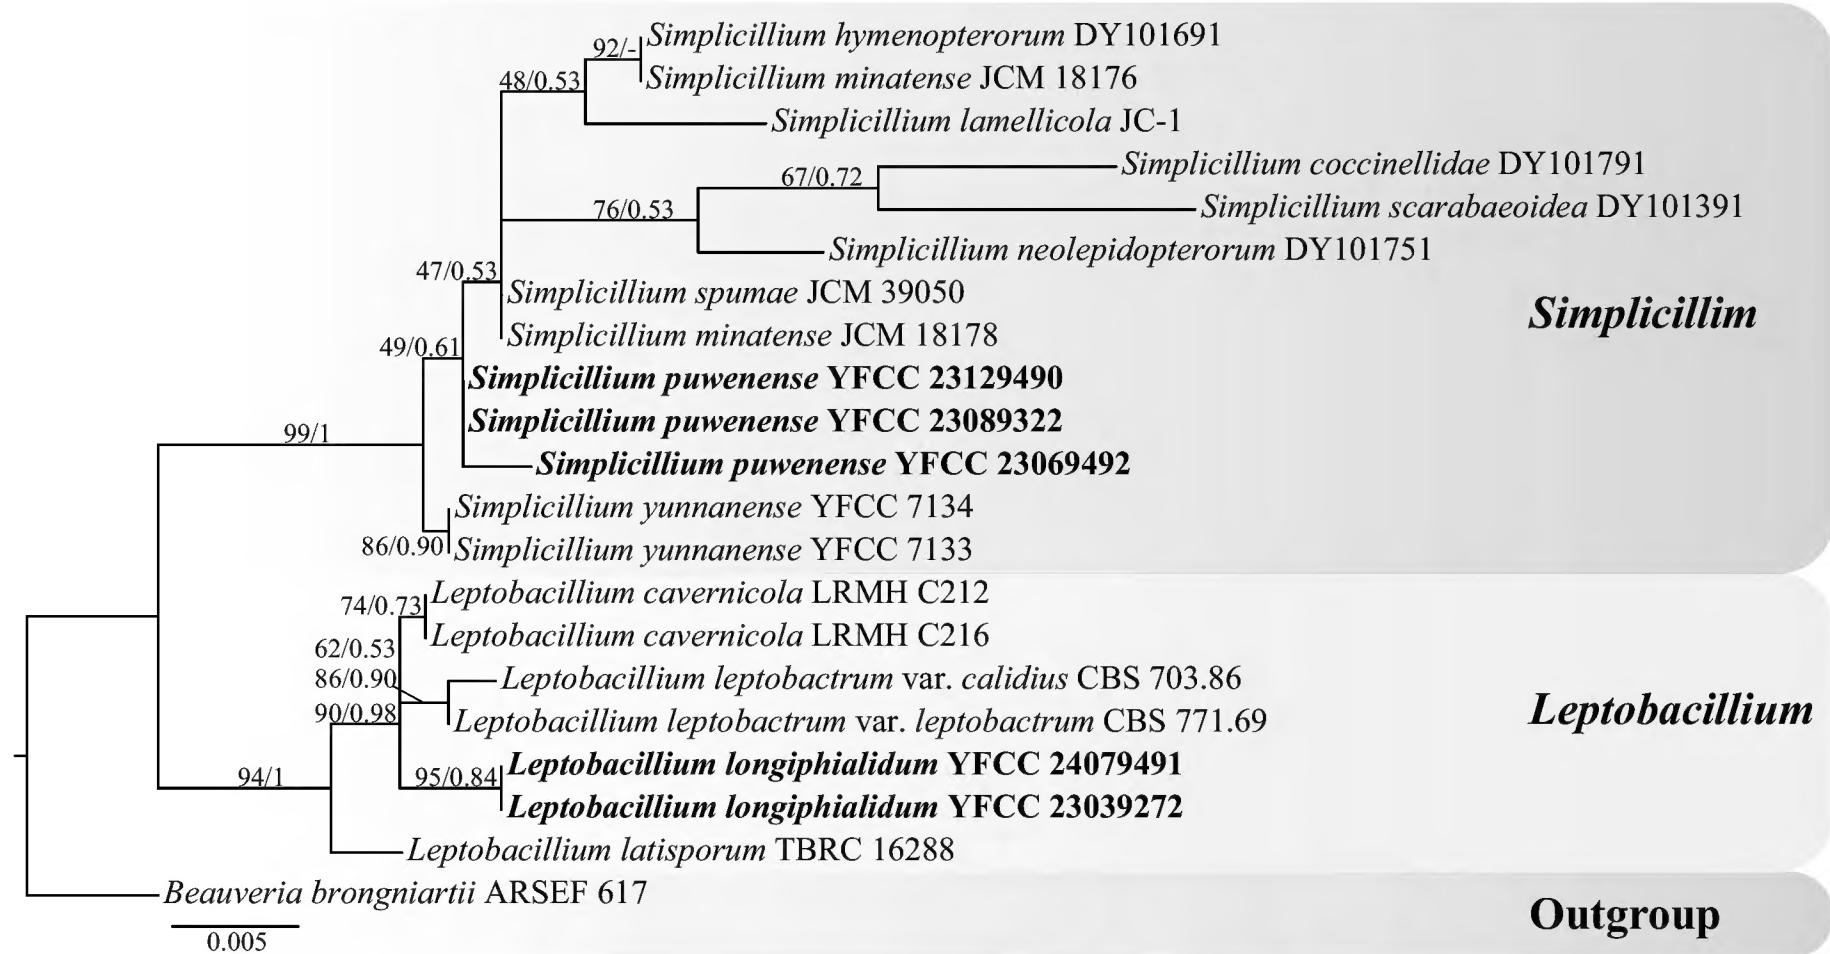 92/-
Simplicillium hymenopterorum DY101691
Simplicillium minatense JCM 18176
48/0.53
Simplicillium lamellicola JC-1
Simplicillium coccinellidae DY101791
67/0.72
Simplicillium scarabaeoidea DY101391
76/0.53
Simplicillium neolepidopterorum DY101751
47/0.53
Simplicillium spumae JCM 39050
Simplicillim
Simplicillium minatense JCM 18178
49/0.61
Simplicillium puwenense YFCC 23129490
Simplicillium puwenense YFCC 23089322
99/1
Simplicillium puwenense YFCC 23069492
Simplicillium yunnanense YFCC 7134
86/0.90
Simplicillium yunnanense YFCC 7133
Leptobacillium cavernicola LRMH C212
74/0.73
Leptobacillium cavernicola LRMH C216
62/0.53
86/0.90
Leptobacillium leptobactrum var. calidius CBS 703.86
Leptobacillium
90/0.98
Leptobacillium leptobactrum var. leptobactrum CBS 771.69
Leptobacillium longiphialidum YFCC 24079491
94/1
95/0.84
Leptobacillium longiphialidum YFCC 23039272
Leptobacillium latisporum TBRC 16288
Beauveria brongniartii ARSEF 617
Outgroup
0.005